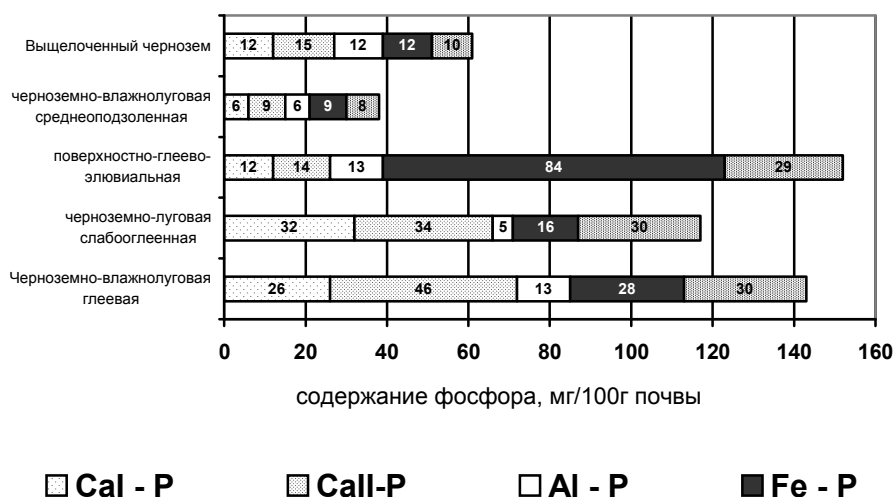 Выщелоченный чернозем
12 15 12 12 10
черноземно-влажнолуговая
среднеоподзоленная
6 9 6 9 8
поверхностно-глеево-
элювиальная
12 14 13 84 29
черноземно-луговая
слабооглеенная
32 34 5 16 30
Черноземно-влажнолуговая
глеевая
26 46 13 28 30
0 20 40 60 80 100 120 140 160
содержание фосфора, мг/100г почвы
CaI - P CaII-P Al - P Fe - P